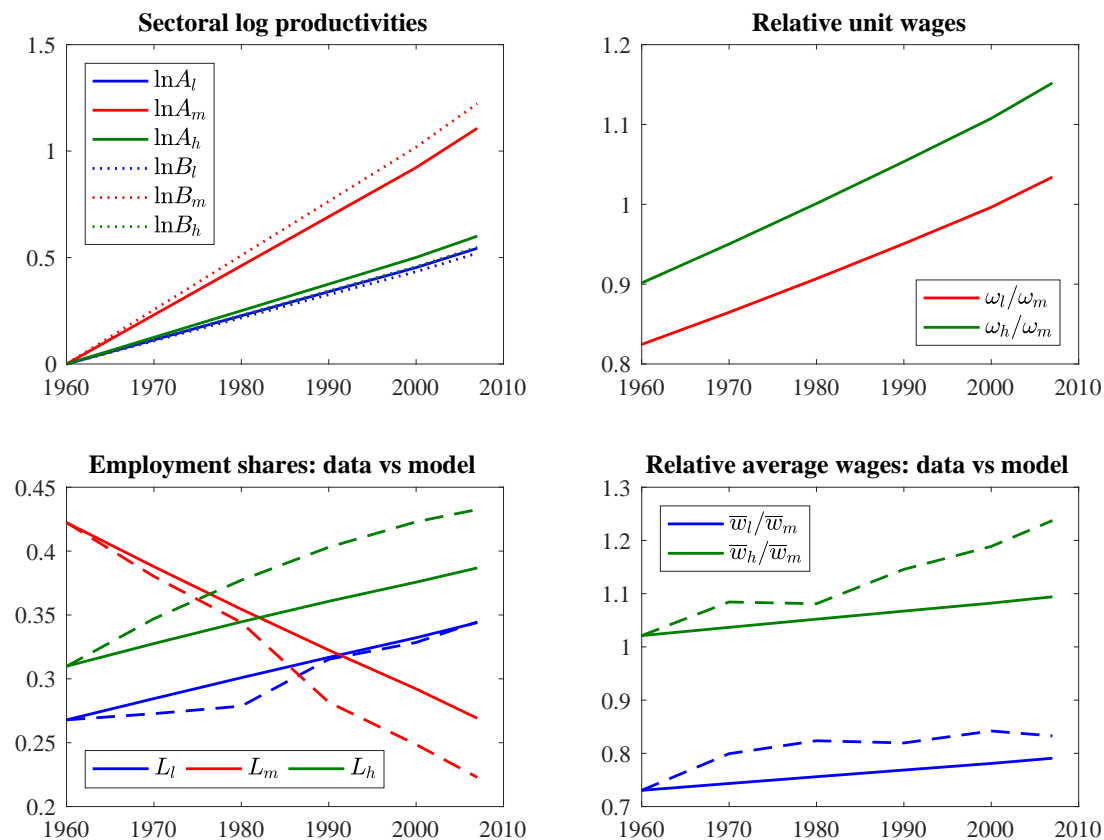 Sectoral log productivities
1.5
1
0.5
0
lnA_l
lnA_m
lnA_h
lnB_l
lnB_m
lnB_h
1960 1970 1980 1990 2000 2010
Relative unit wages
1.2
1.1
1
0.9
0.8
ω_l/ω_m
ω_h/ω_m
1960 1970 1980 1990 2000 2010
Employment shares: data vs model
0.45
0.4
0.35
0.3
0.25
0.2
L_l L_m L_h
1960 1970 1980 1990 2000 2010
Relative average wages: data vs model
1.3
1.2
1.1
1
0.9
0.8
0.7
w̅_l/w̅_m
w̅_h/w̅_m
1960 1970 1980 1990 2000 2010